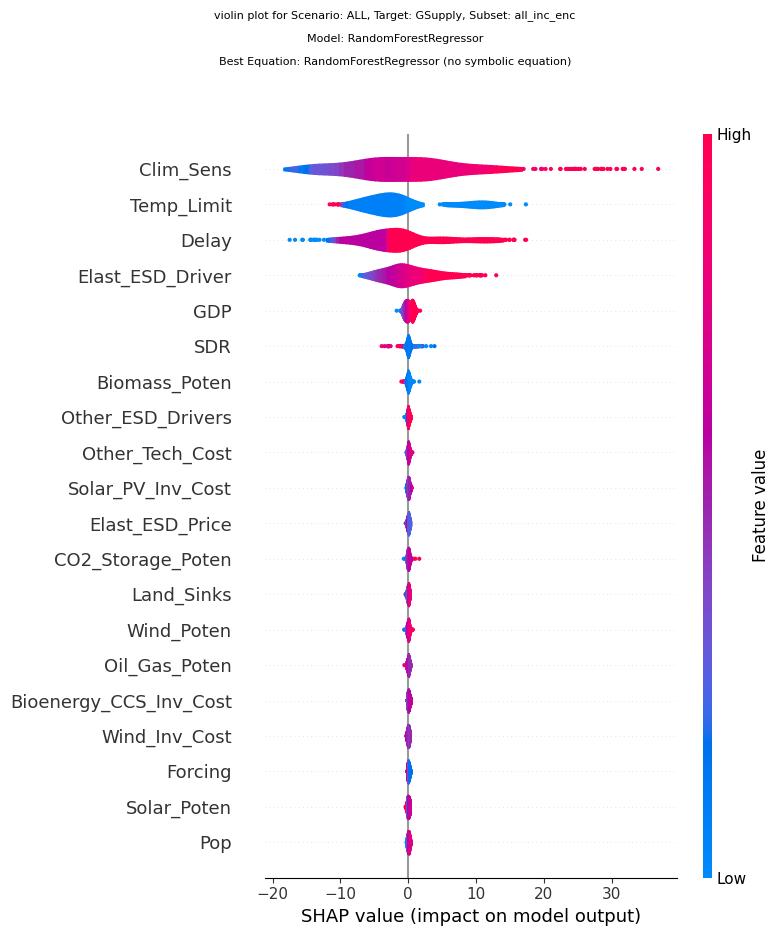 violin plot for Scenario: ALL, Target: GSupply, Subset: all_inc_enc
Model: RandomForestRegressor
Best Equation: RandomForestRegressor (no symbolic equation)
High
Clim_Sens
Temp_Limit
Delay
Elast_ESD_Driver
GDP
SDR
Biomass_Poten
Other_ESD_Drivers
Other_Tech_Cost
Solar_PV_Inv_Cost
Elast_ESD_Price
CO2_Storage_Poten
Land_Sinks
Wind_Poten
Oil_Gas_Poten
Bioenergy_CCS_Inv_Cost
Wind_Inv_Cost
Forcing
Solar_Poten
Pop
Feature value
Low
−20 −10 0 10 20 30
SHAP value (impact on model output)